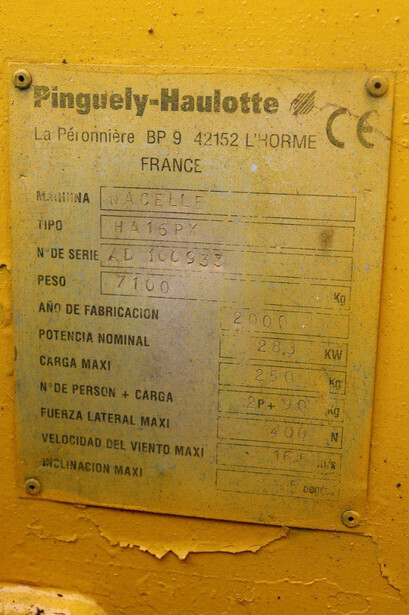 Pinguely-Haulotte
CE
La Péronnière BP 9 42152 L'HORME
FRANCE
MAQUINA NACELLE
TIPO HA16PX
N° DE SERIE AD 100933
PESO 7100 Kg
AÑO DE FABRICACION 2000
POTENCIA NOMINAL 28,3 KW
CARGA MAXI 250 Kg
N° DE PERSON + CARGA 2P+ 90 Kg
FUERZA LATERAL MAXI 400 N
VELOCIDAD DEL VIENTO MAXI m/s
INCLINACION MAXI